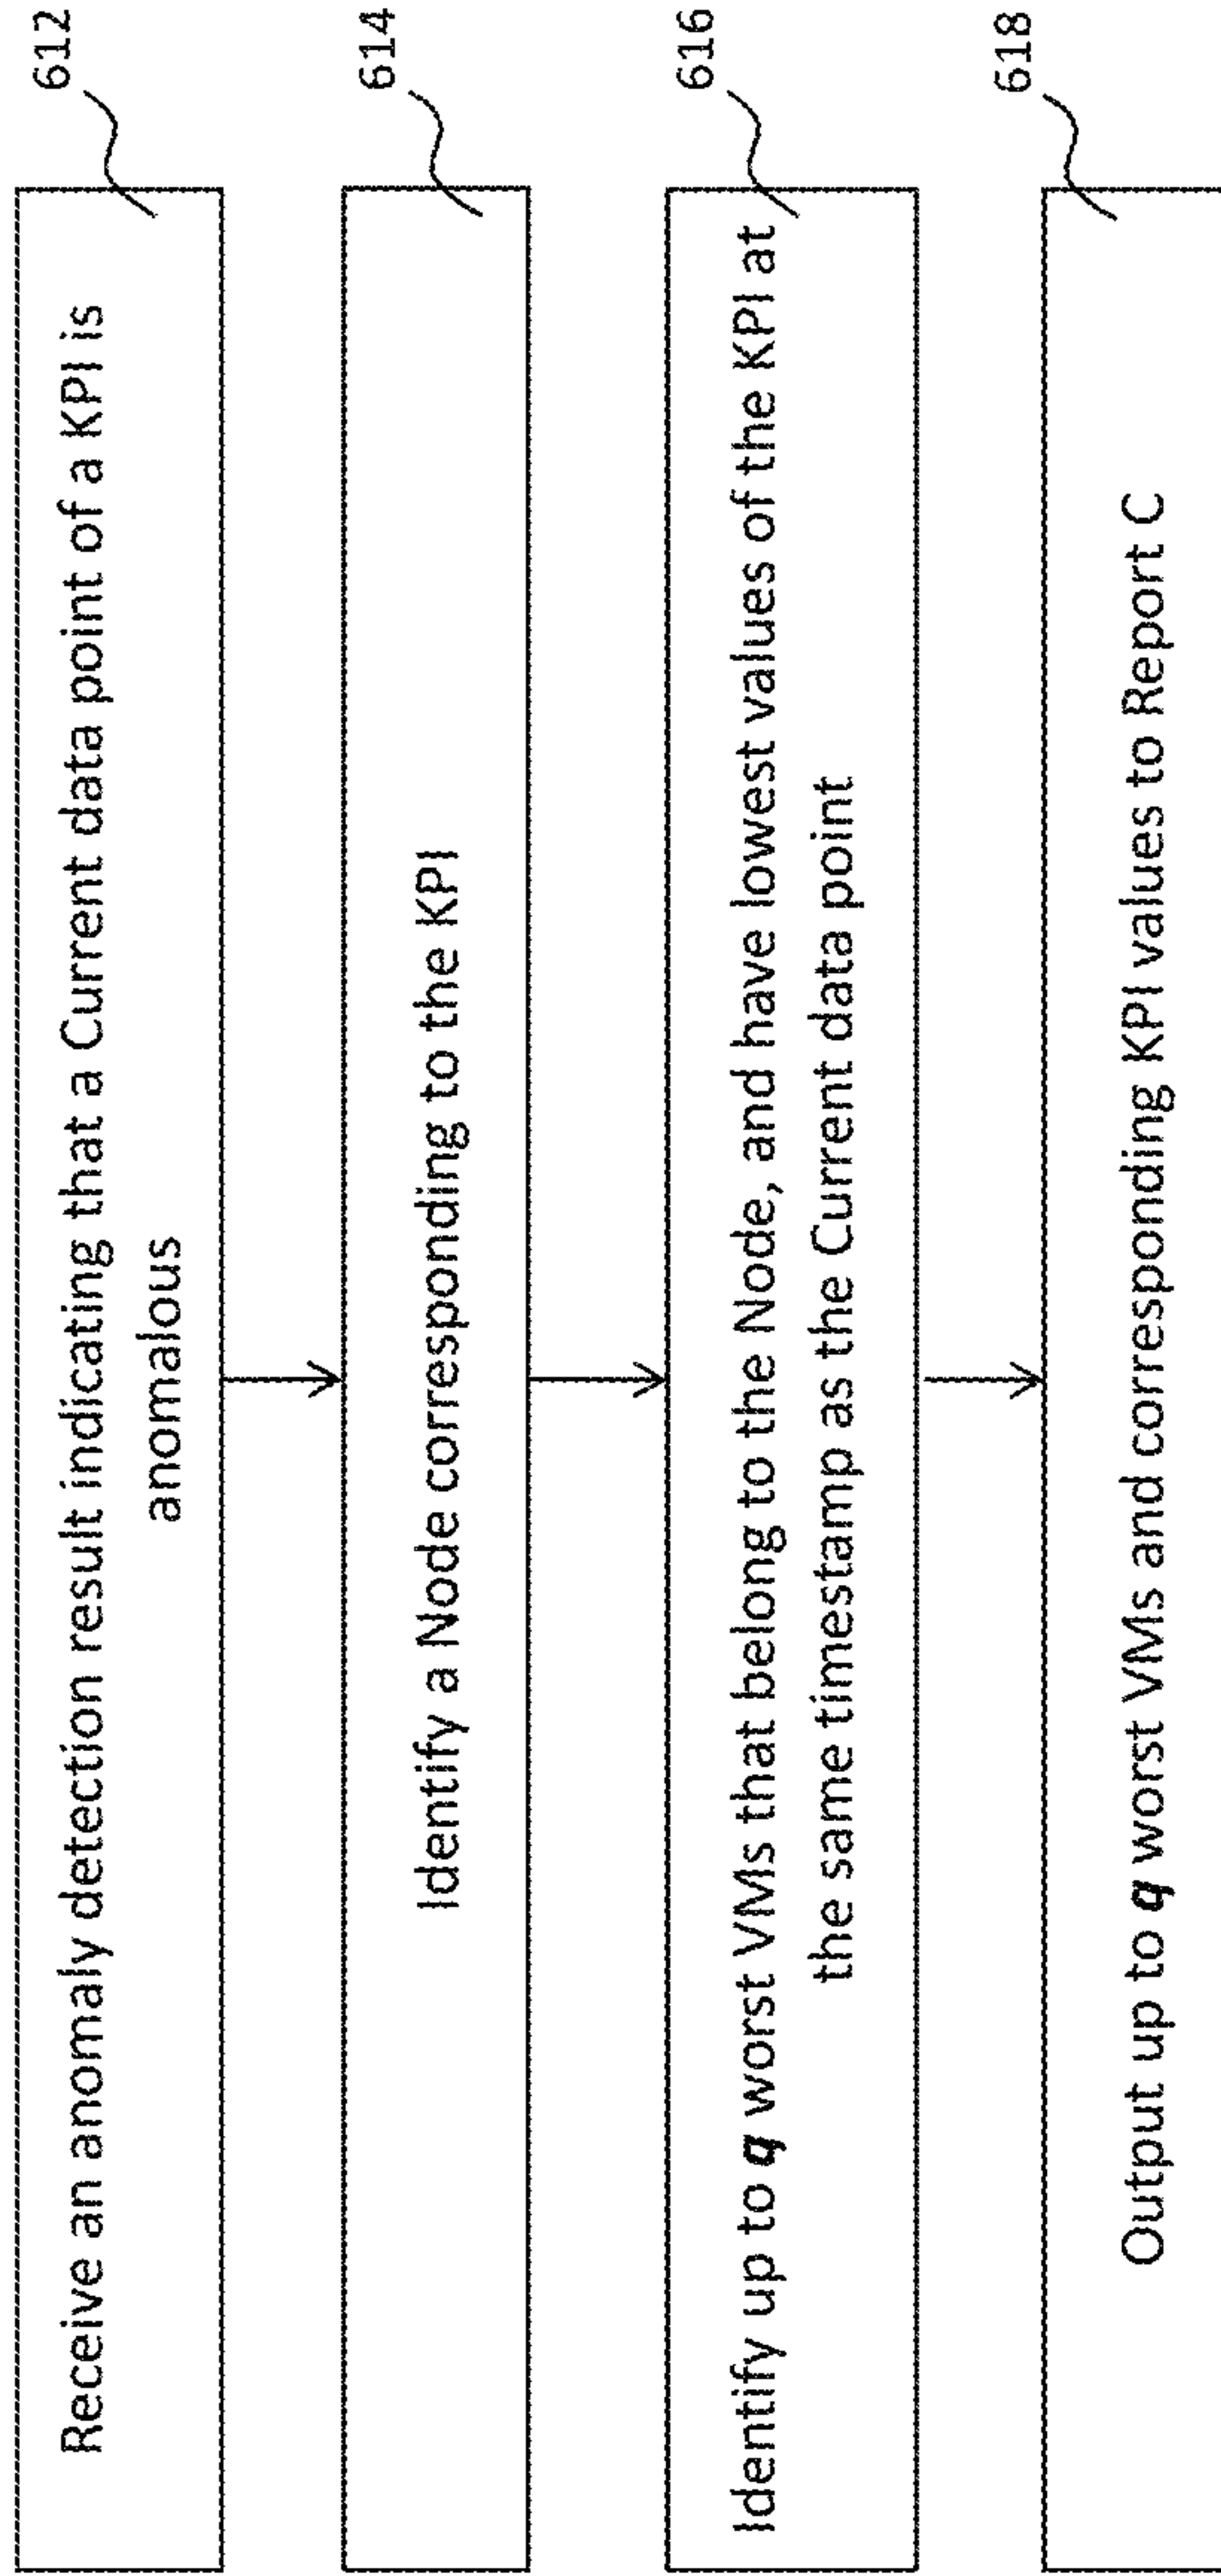 Receive an anomaly detection result indicating that a Current data point of a KPI is
anomalous
612
Identify a Node corresponding to the KPI
614
Identify up to q worst VMs that belong to the Node, and have lowest values of the KPI at
the same timestamp as the Current data point
616
Output up to q worst VMs and corresponding KPI values to Report C
618